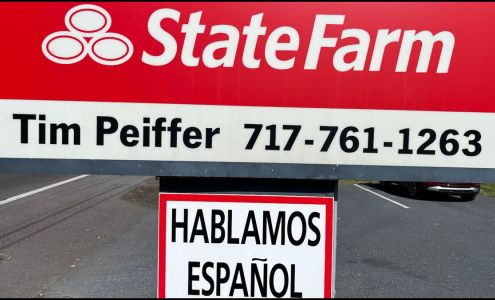 State Farm
Tim Peiffer 717-761-1263
HABLAMOS
ESPAÑOL